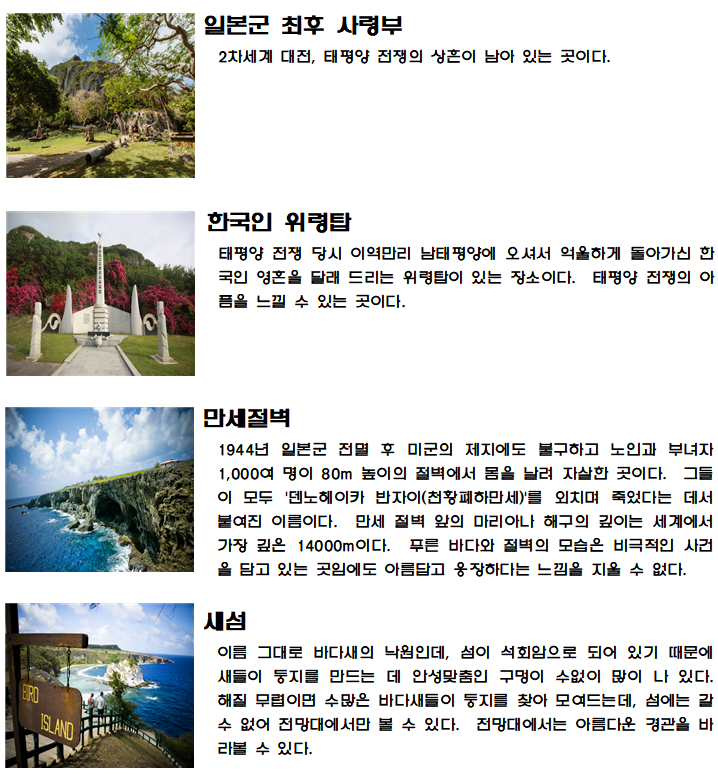 일본군 최후 사령부
2차세계 대전, 태평양 전쟁의 상흔이 남아 있는 곳이다.
한국인 위령탑
태평양 전쟁 당시 이역만리 남태평양에 오셔서 억울하게 돌아가신 한
국인 영혼을 달래 드리는 위령탑이 있는 장소이다. 태평양 전쟁의 아
픔을 느낄 수 있는 곳이다.
만세절벽
1944년 일본군 전멸 후 미군의 제지에도 불구하고 노인과 부녀자
1,000여 명이 80m 높이의 절벽에서 몸을 날려 자살한 곳이다. 그들
이 모두 '덴노헤이카 반자이(천황폐하만세)'를 외치며 죽었다는 데서
붙여진 이름이다. 만세 절벽 앞의 마리아나 해구의 깊이는 세계에서
가장 깊은 14000m이다. 푸른 바다와 절벽의 모습은 비극적인 사건
을 담고 있는 곳임에도 아름답고 웅장하다는 느낌을 지울 수 없다.
새섬
이름 그대로 바다새의 낙원인데, 섬이 석회암으로 되어 있기 때문에
새들이 둥지를 만드는 데 안성맞춤인 구멍이 수없이 많이 나 있다.
해질 무렵이면 수많은 바다새들이 둥지를 찾아 모여드는데, 섬에는 갈
수 없어 전망대에서만 볼 수 있다. 전망대에서는 아름다운 경관을 바
라볼 수 있다.
BIRD
ISLAND